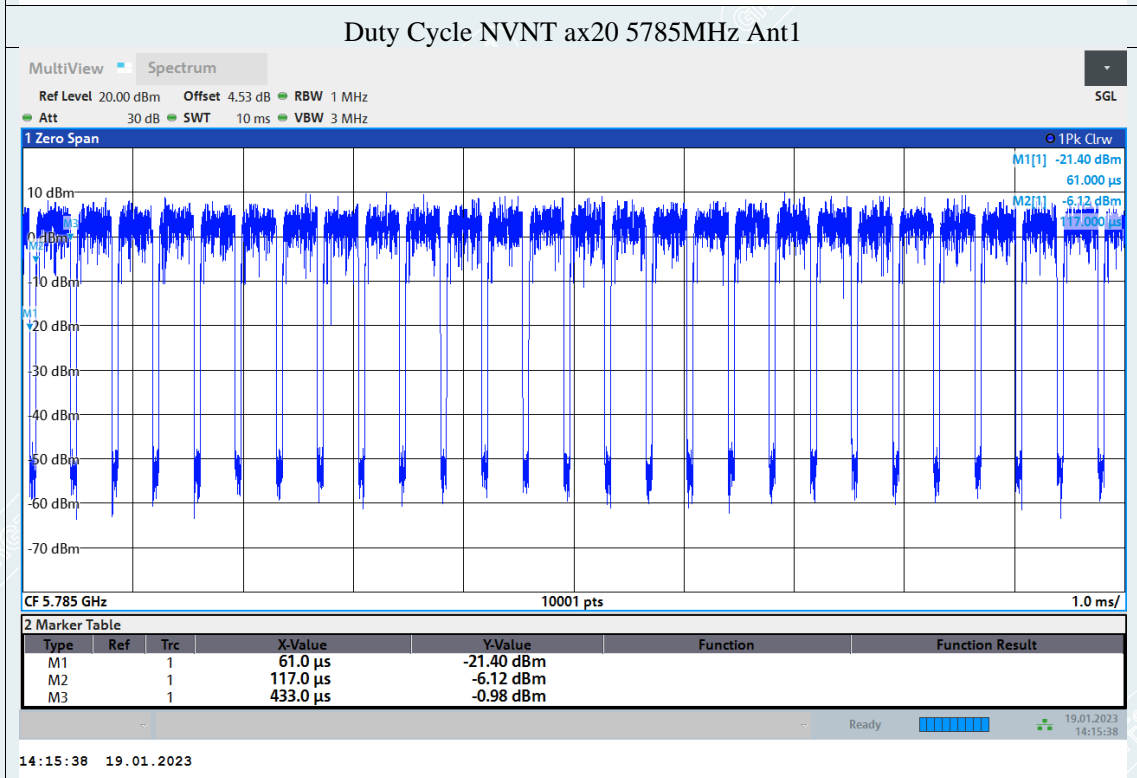 Duty Cycle NVNT ax20 5785MHz Ant1
MultiView Spectrum
Ref Level 20.00 dBm Offset 4.53 dB RBW 1 MHz
SGL
Att 30 dB SWT 10 ms VBW 3 MHz
1 Zero Span 1Pk Clrw
M1[1] -21.40 dBm
61.000 µs
10 dBm
M2[1] -6.12 dBm
117.000 µs
M3
0 dBm
M2
-10 dBm
M1
-20 dBm
-30 dBm
-40 dBm
-50 dBm
-60 dBm
-70 dBm
CF 5.785 GHz 10001 pts 1.0 ms/
2 Marker Table
Type Ref Trc X-Value Y-Value Function Function Result
M1 1 61.0 µs -21.40 dBm
M2 1 117.0 µs -6.12 dBm
M3 1 433.0 µs -0.98 dBm
Ready 19.01.2023
14:15:38
14:15:38 19.01.2023